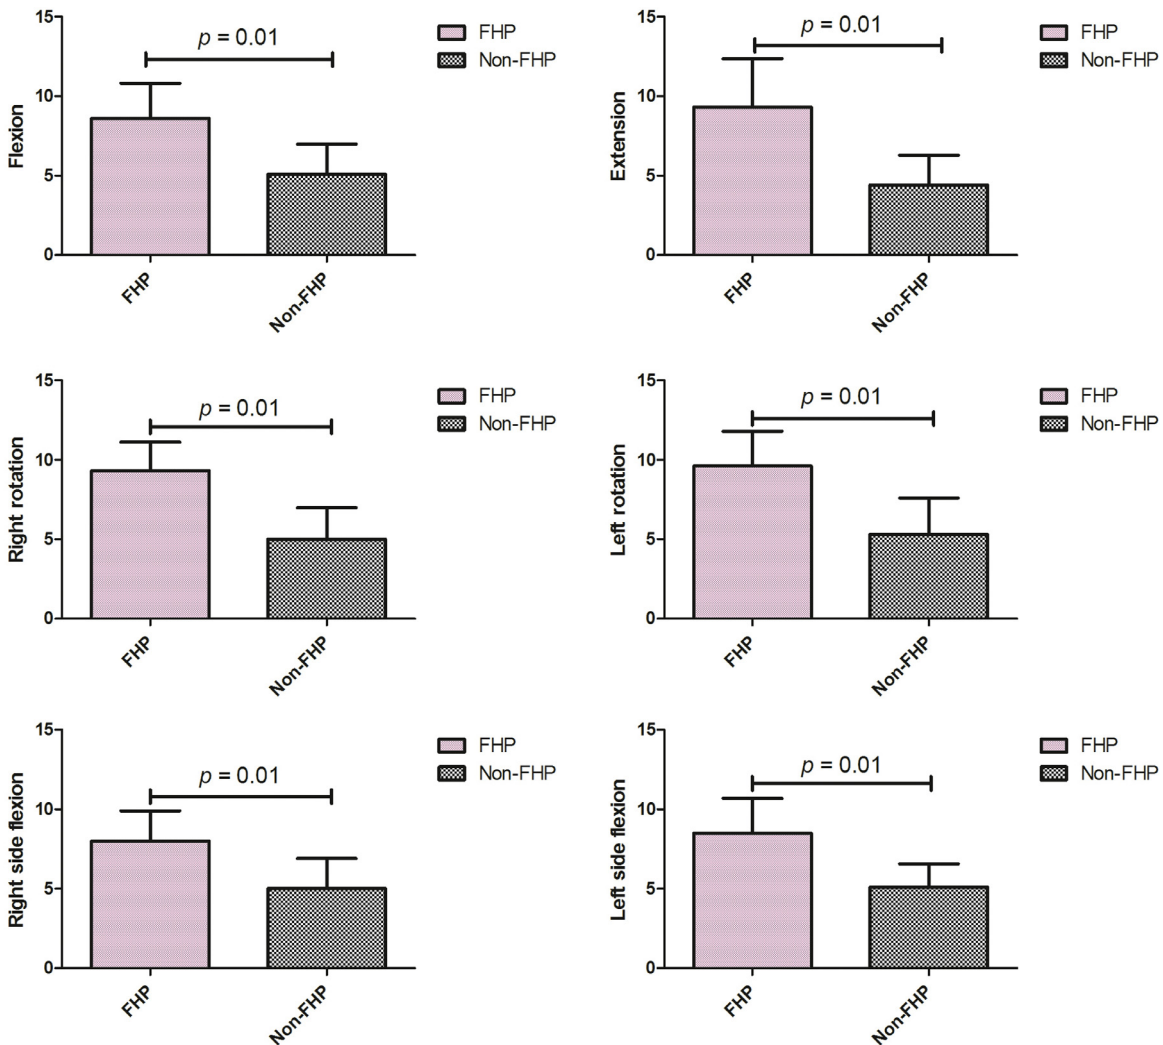 15
10
5
0
Flexion
p = 0.01
FHP
Non-FHP
FHP
Non-FHP
15
10
5
0
Extension
p = 0.01
FHP
Non-FHP
FHP
Non-FHP
15
10
5
0
Right rotation
p = 0.01
FHP
Non-FHP
FHP
Non-FHP
15
10
5
0
Left rotation
p = 0.01
FHP
Non-FHP
FHP
Non-FHP
15
10
5
0
Right side flexion
p = 0.01
FHP
Non-FHP
FHP
Non-FHP
15
10
5
0
Left side flexion
p = 0.01
FHP
Non-FHP
FHP
Non-FHP